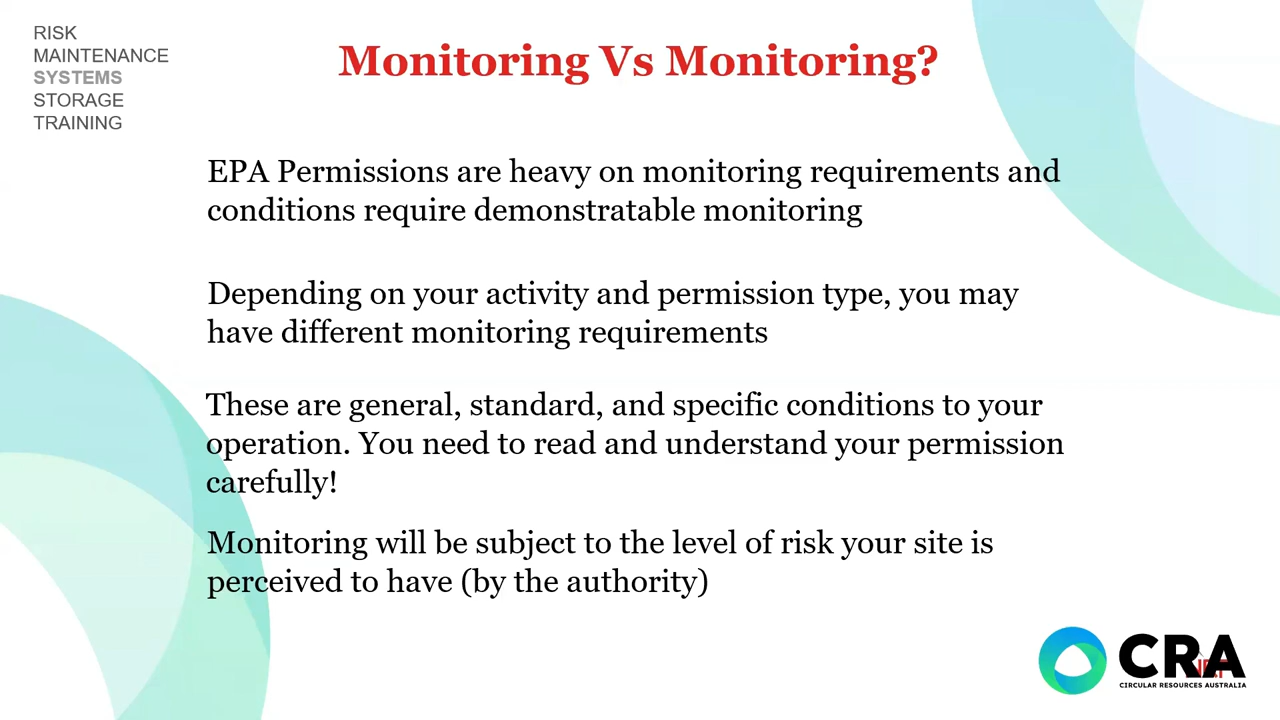 RISK
MAINTENANCE
SYSTEMS
STORAGE
TRAINING
Monitoring Vs Monitoring?
EPA Permissions are heavy on monitoring requirements and
conditions require demonstratable monitoring
Depending on your activity and permission type, you may
have different monitoring requirements
These are general, standard, and specific conditions to your
operation. You need to read and understand your permission
carefully!
Monitoring will be subject to the level of risk your site is
perceived to have (by the authority)
CRA
CIRCULAR RESOURCES AUSTRALIA